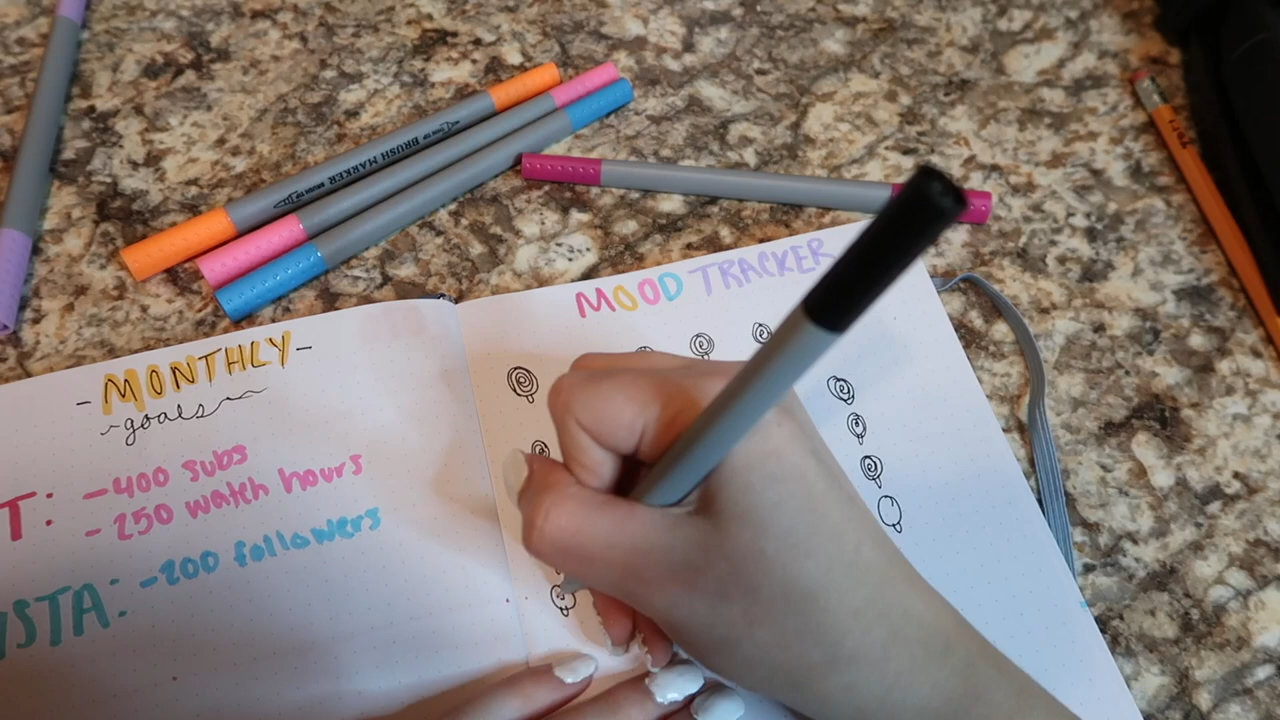 BRUSH MARKER
MOOD TRACKER
-MONTHLY-
~goals~
T: -400 subs
-250 watch hours
STA: -200 followers